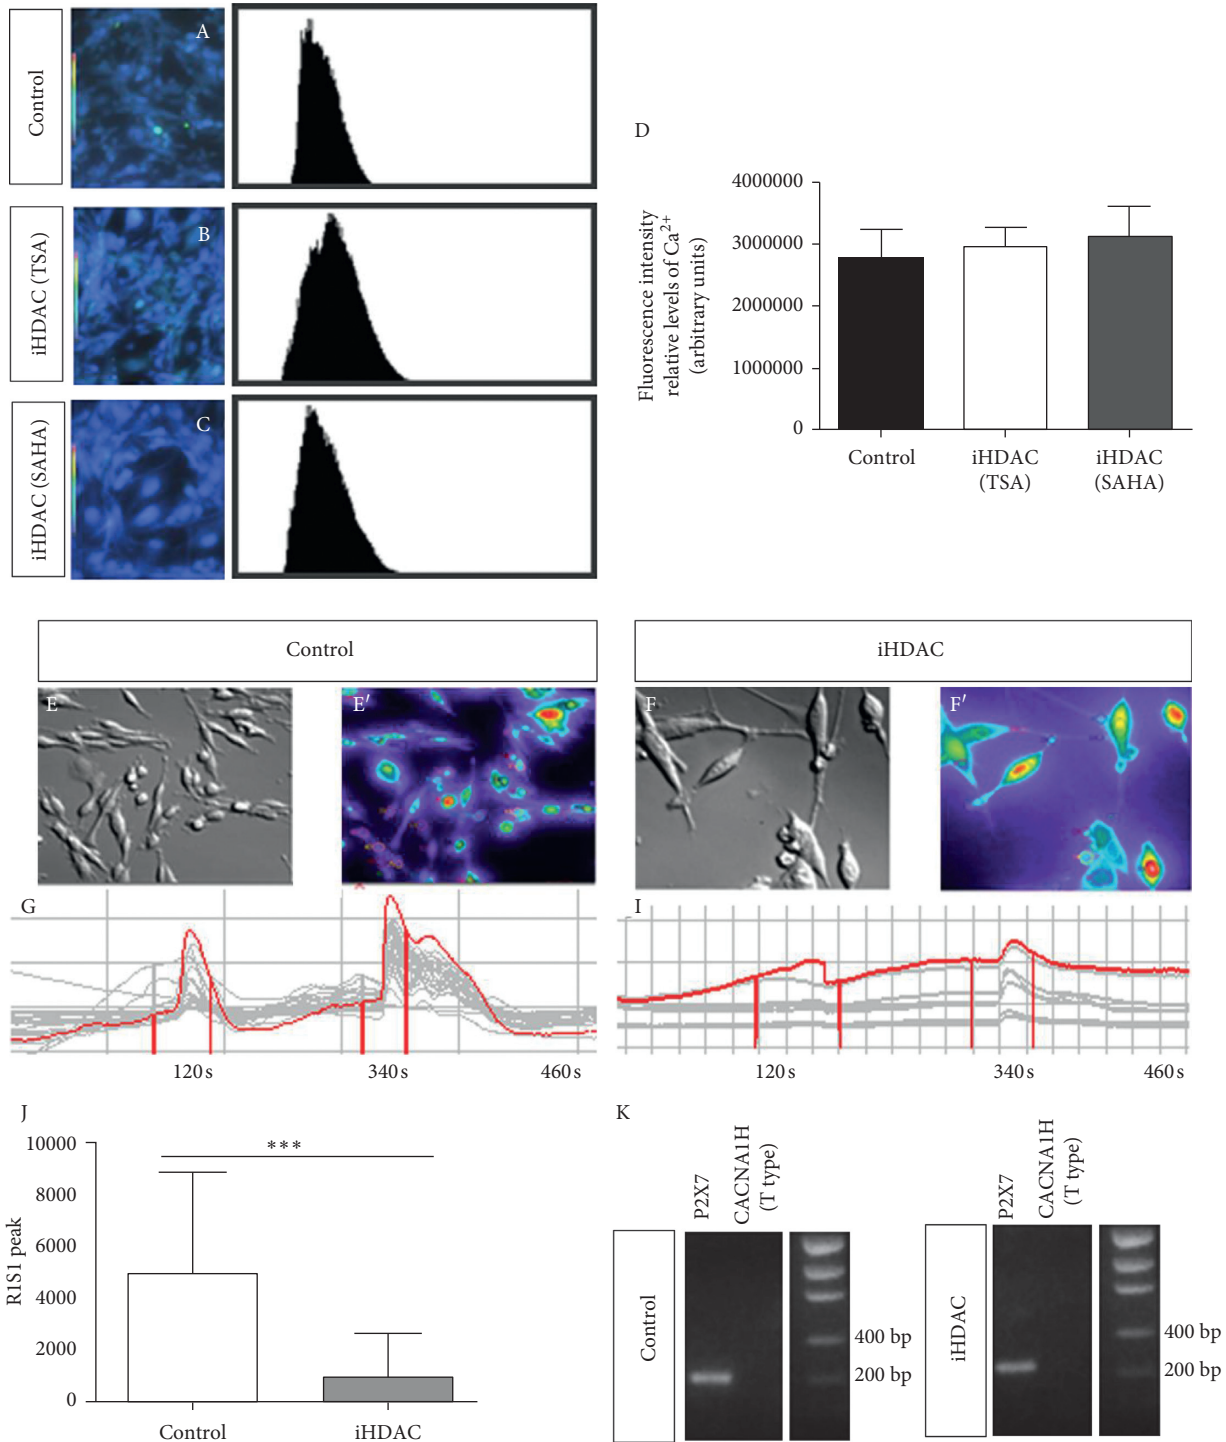 Control
A
iHDAC (TSA)
B
iHDAC (SAHA)
C
D
Fluorescence intensity
relative levels of Ca2+
(arbitrary units)
4000000
3000000
2000000
1000000
0
Control
iHDAC
(TSA)
iHDAC
(SAHA)
Control
iHDAC
E
E′
F
F′
G
120 s
340 s
460 s
I
120 s
340 s
460 s
J
R1S1 peak
10000
8000
6000
4000
2000
0
***
Control
iHDAC
K
Control
P2X7
CACNA1H
(T type)
400 bp
200 bp
iHDAC
P2X7
CACNA1H
(T type)
400 bp
200 bp